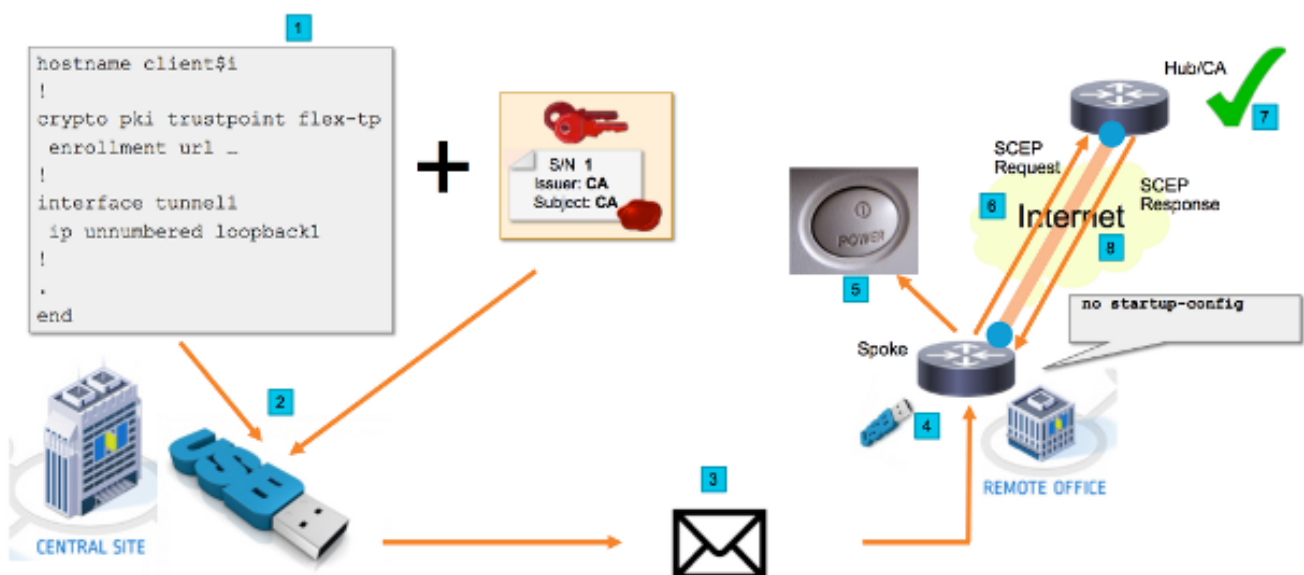 1
hostname client$i
!
crypto pki trustpoint flex-tp
enrollment url …
!
interface tunnel1
ip unnumbered loopback1
!
.
end
+
S/N 1
Issuer: CA
Subject: CA
Hub/CA
7
SCEP
Request
SCEP
Response
6
Internet
8
POWER
5
no startup-config
Spoke
4
REMOTE OFFICE
2
USB
CENTRAL SITE
3